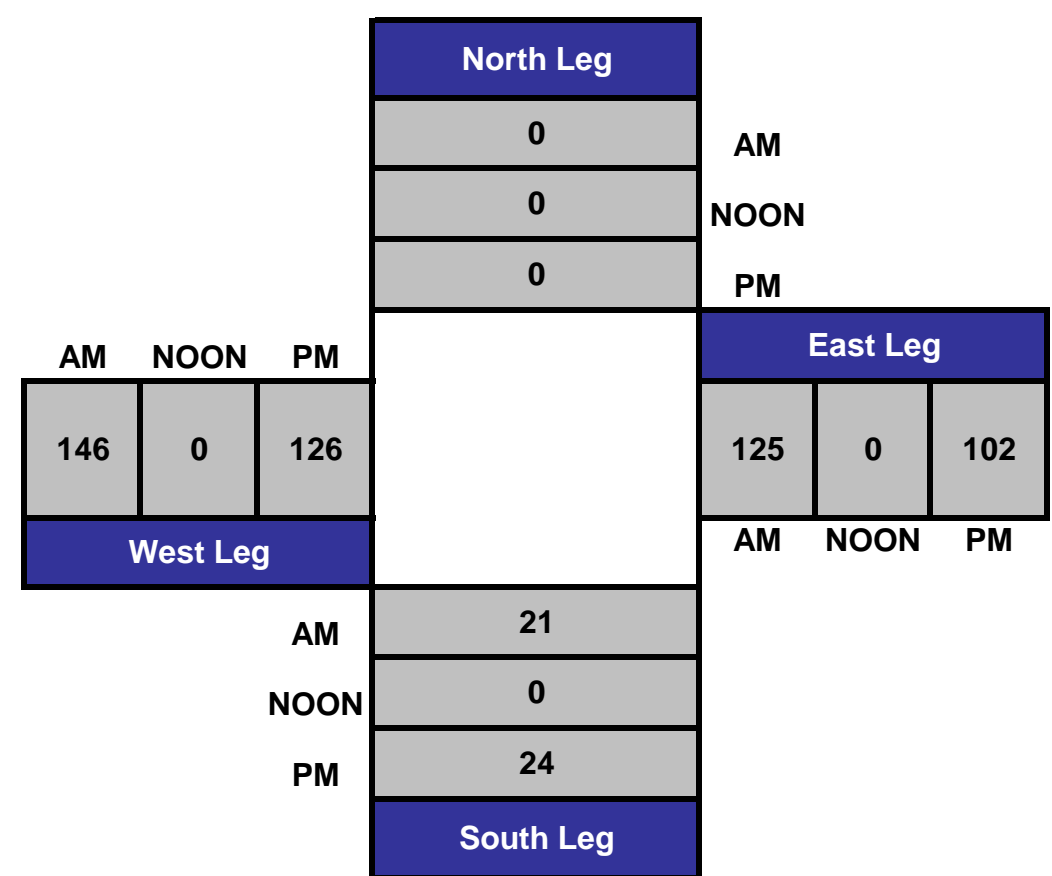 North Leg
0 AM
0 NOON
0 PM
East Leg
AM NOON PM
146 0 126
125 0 102
West Leg
AM NOON PM
AM 21
NOON 0
PM 24
South Leg